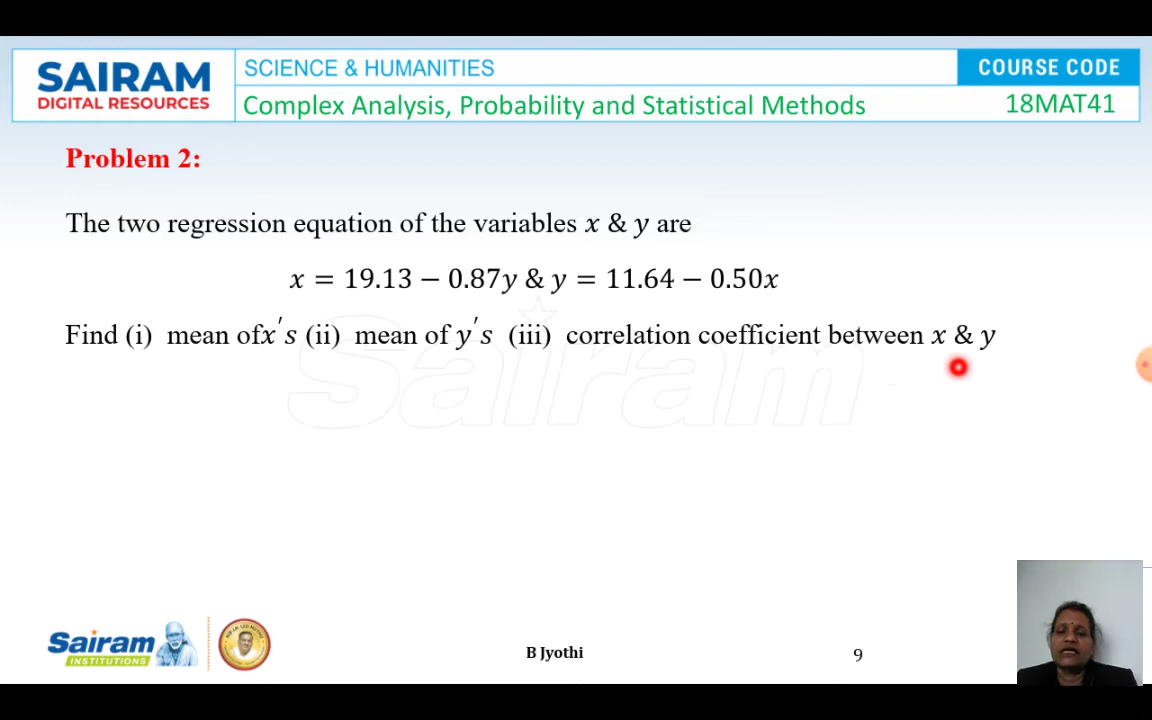 SAIRAM
DIGITAL RESOURCES
SCIENCE & HUMANITIES
COURSE CODE
Complex Analysis, Probability and Statistical Methods
18MAT41
Problem 2:
The two regression equation of the variables x & y are
x = 19.13 − 0.87y & y = 11.64 − 0.50x
Find (i) mean ofx′s (ii) mean of y′s (iii) correlation coefficient between x & y
Sairam
Sairam
INSTITUTIONS
B Jyothi
9